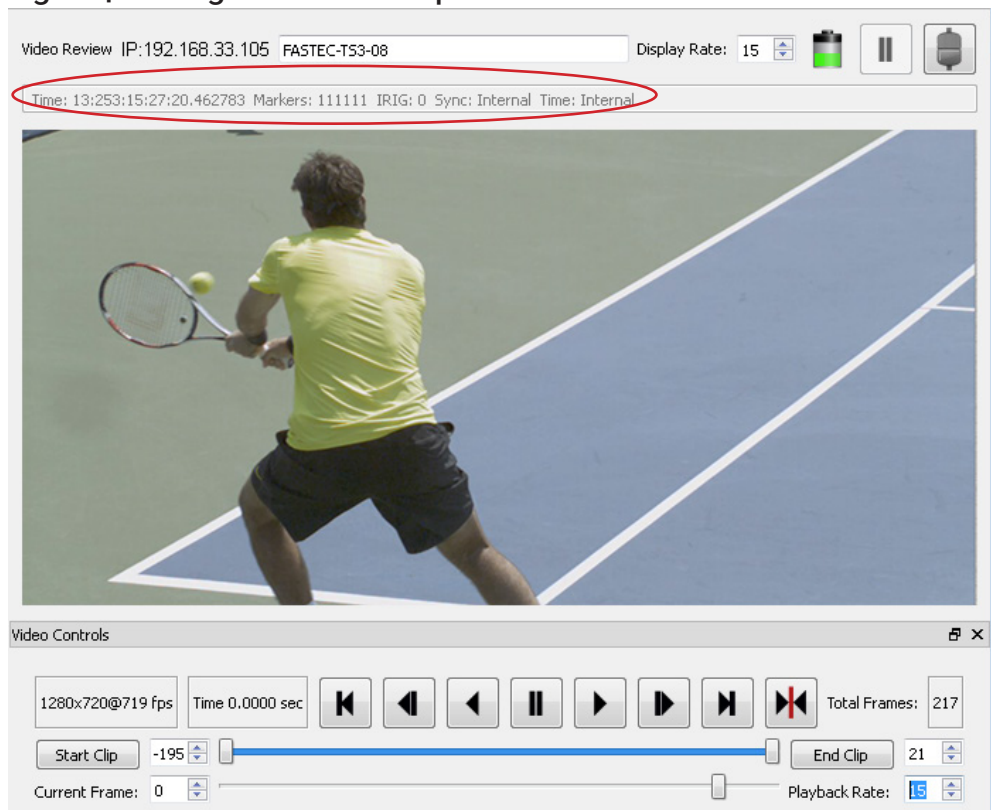 Video Review IP:192.168.33.105 FASTEC-TS3-08 Display Rate: 15
Time: 13:253:15:27:20.462783 Markers: 111111 IRIG: 0 Sync: Internal Time: Internal
Video Controls
1280x720@719 fps Time 0.0000 sec Total Frames: 217
Start Clip -195 End Clip 21
Current Frame: 0 Playback Rate: 15